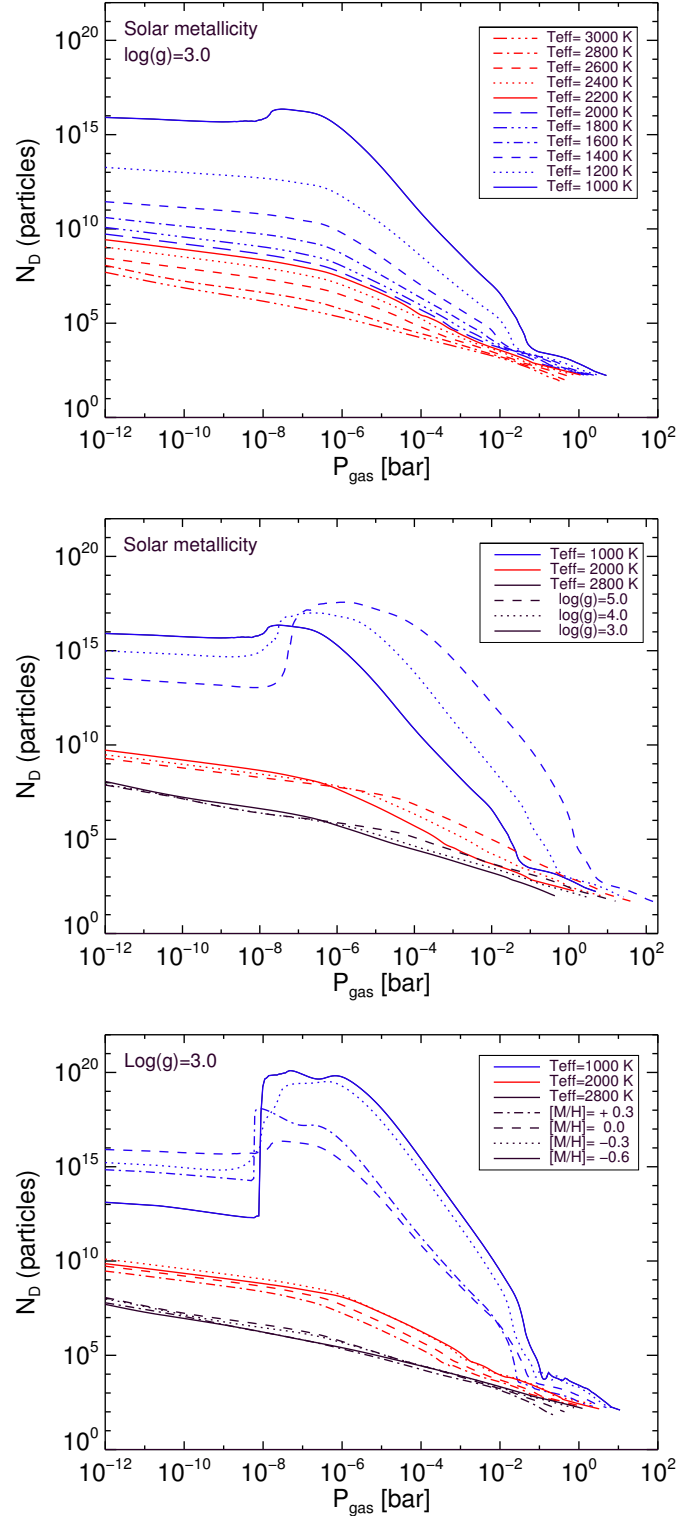 Solar metallicity
log(g)=3.0
Teff= 3000 K
Teff= 2800 K
Teff= 2600 K
Teff= 2400 K
Teff= 2200 K
Teff= 2000 K
Teff= 1800 K
Teff= 1600 K
Teff= 1400 K
Teff= 1200 K
Teff= 1000 K
10^20
10^15
10^10
10^5
10^0
N_D (particles)
10^-12 10^-10 10^-8 10^-6 10^-4 10^-2 10^0 10^2
P_gas [bar]
Solar metallicity
Teff= 1000 K
Teff= 2000 K
Teff= 2800 K
log(g)=5.0
log(g)=4.0
log(g)=3.0
10^20
10^15
10^10
10^5
10^0
N_D (particles)
10^-12 10^-10 10^-8 10^-6 10^-4 10^-2 10^0 10^2
P_gas [bar]
Log(g)=3.0
Teff=1000 K
Teff=2000 K
Teff=2800 K
[M/H]= + 0.3
[M/H]= 0.0
[M/H]= −0.3
[M/H]= −0.6
10^20
10^15
10^10
10^5
10^0
N_D (particles)
10^-12 10^-10 10^-8 10^-6 10^-4 10^-2 10^0 10^2
P_gas [bar]